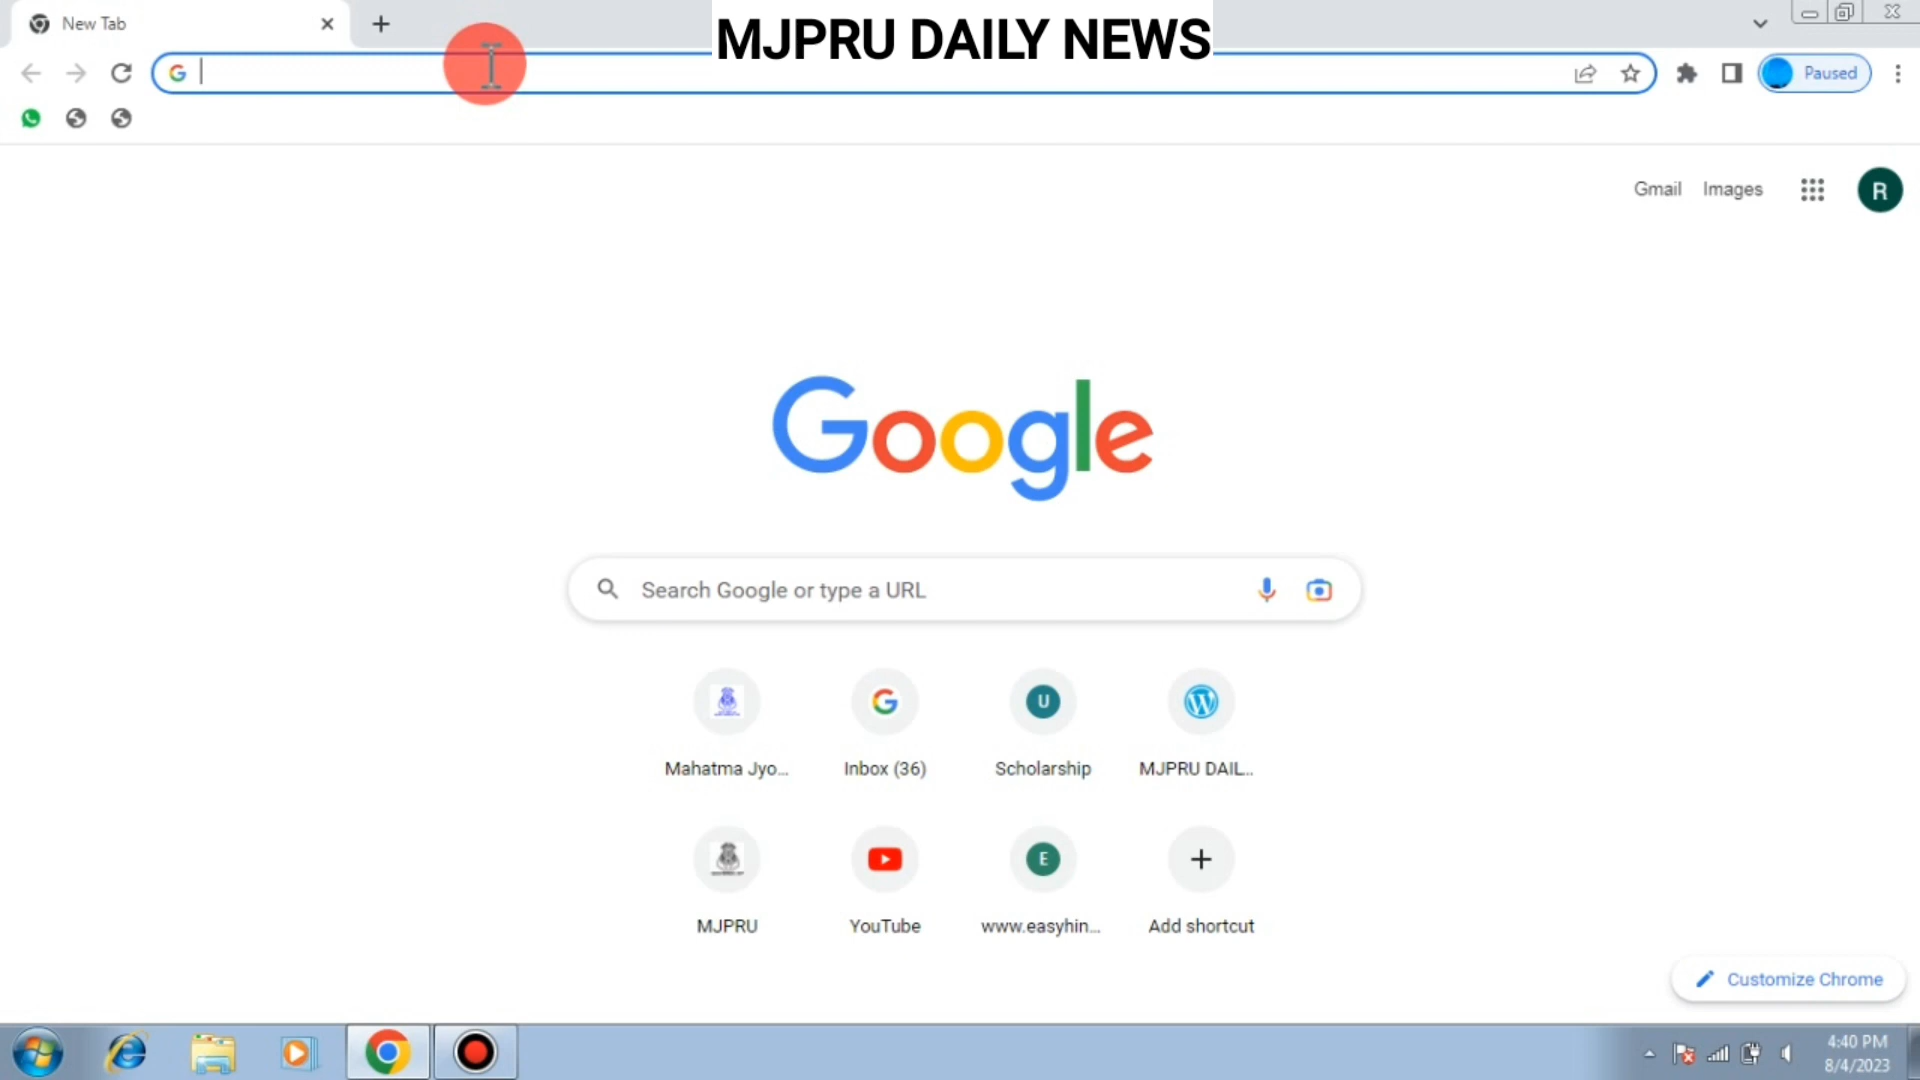 New Tab
MJPRU DAILY NEWS
Paused
Gmail Images
R
Google
Search Google or type a URL
U
Mahatma Jyo... Inbox (36) Scholarship MJPRU DAIL...
E
MJPRU YouTube www.easyhin... Add shortcut
Customize Chrome
4:40 PM
8/4/2023